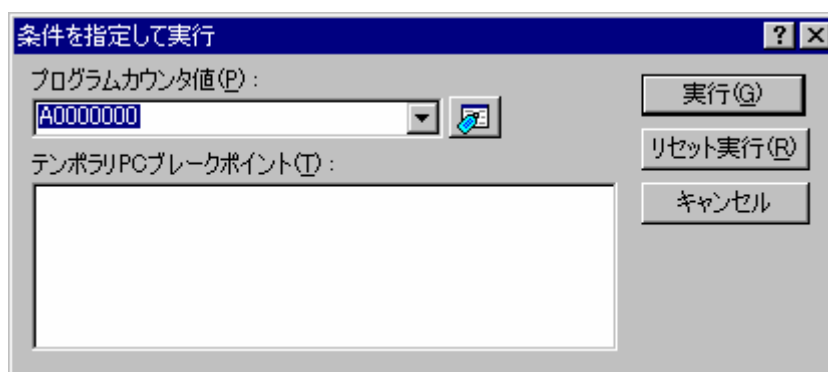 条件を指定して実行
プログラムカウンタ値(P) :
A0000000
テンポラリPCブレークポイント(T) :
実行(G)
リセット実行(R)
キャンセル